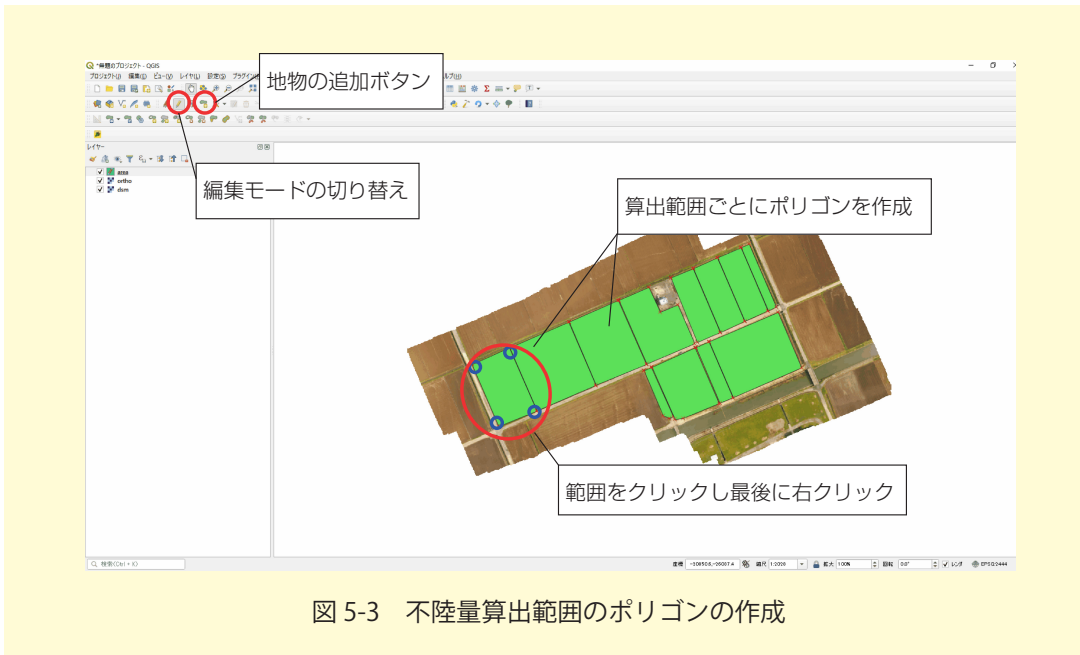 *無題のプロジェクト - QGIS
プロジェクト(J) 編集(E) ビュー(V) レイヤ(L) 設定(S)
地物の追加ボタン
レイヤー
area
ortho
dsm
編集モードの切り替え
算出範囲ごとにポリゴンを作成
範囲をクリックし最後に右クリック
検索(Ctrl + K)
座標
縮尺 1:2028
拡大 100%
回転 0.0°
レンダ
EPSG:2444
図 5-3 不陸量算出範囲のポリゴンの作成